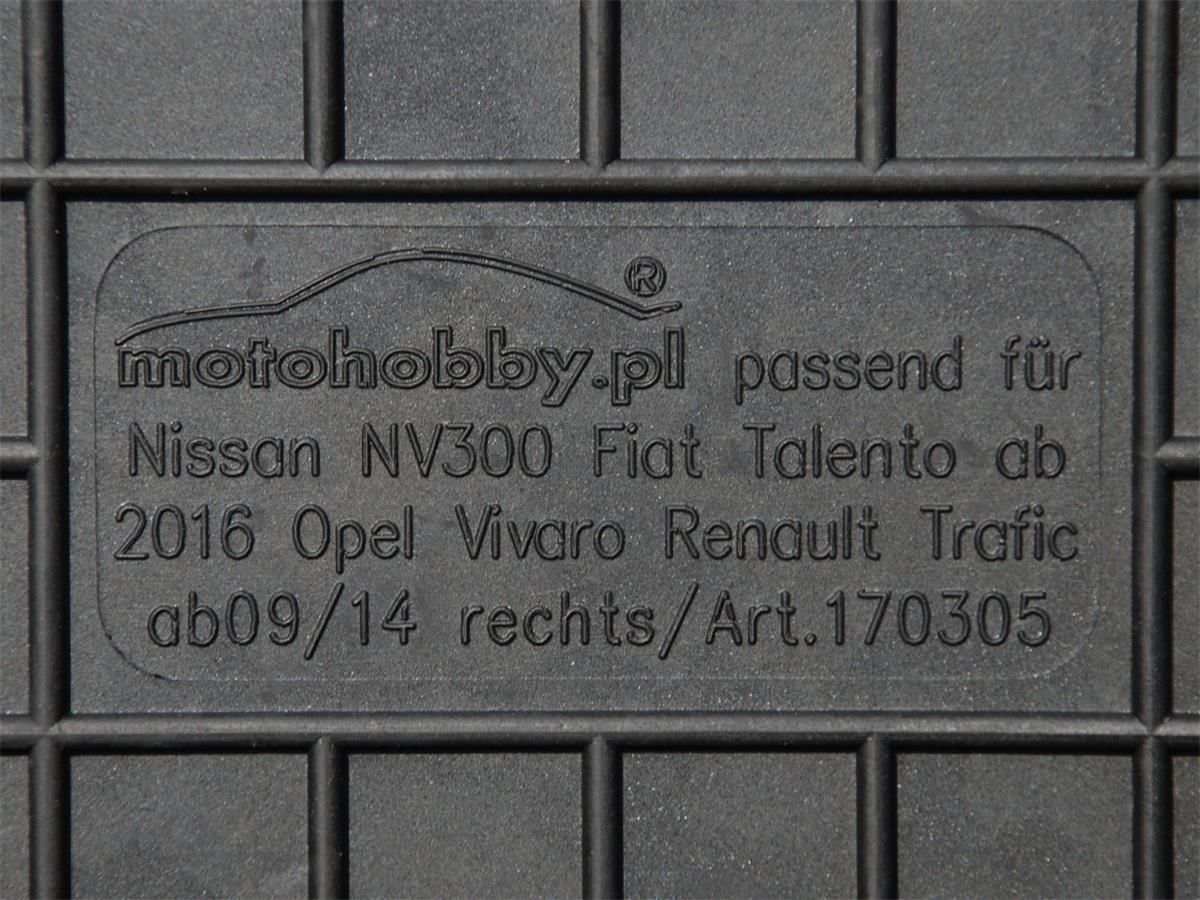 motohobby.pl® passend für
Nissan NV300 Fiat Talento ab
2016 Opel Vivaro Renault Trafic
ab09/14 rechts/Art.170305